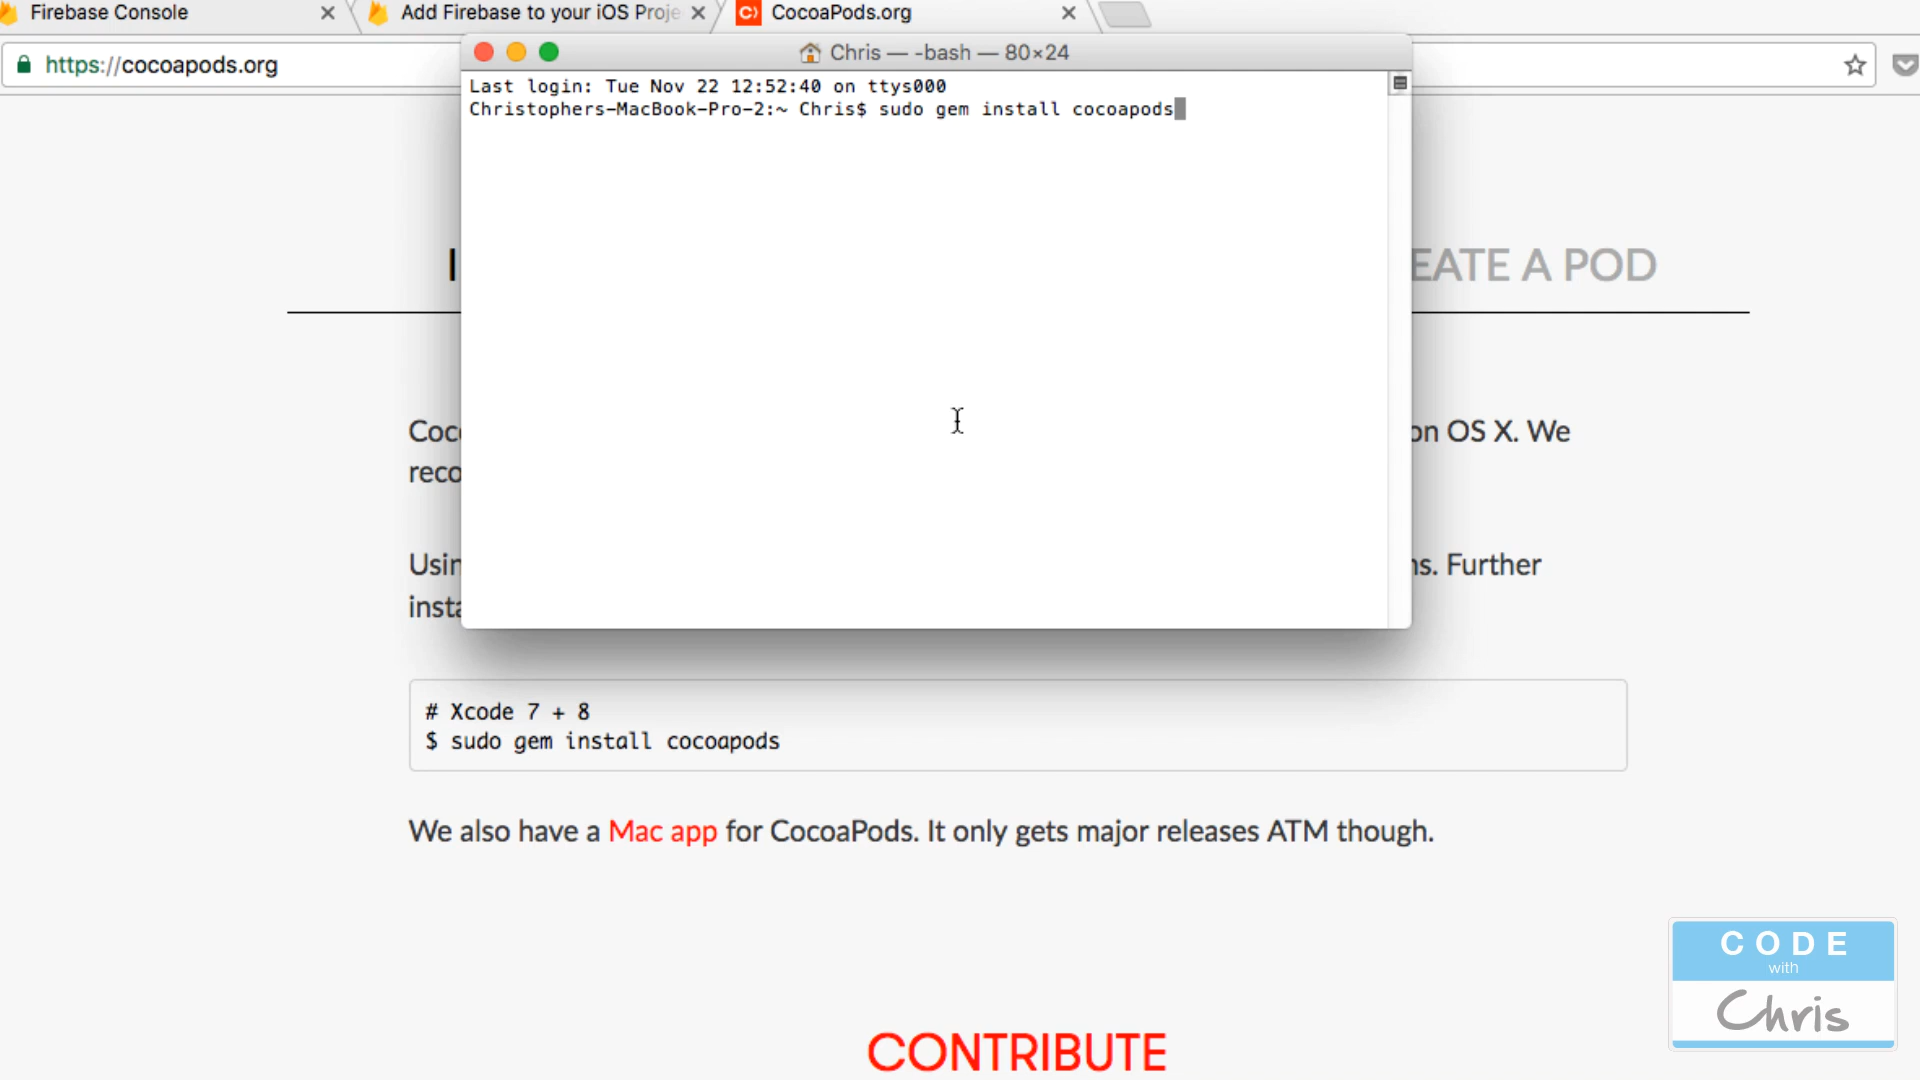 Firebase Console
Add Firebase to your iOS Proje
CocoaPods.org
https://cocoapods.org
Chris — -bash — 80×24
Last login: Tue Nov 22 12:52:40 on ttys000
Christophers-MacBook-Pro-2:~ Chris$ sudo gem install cocoapods
EATE A POD
on OS X. We
Further
# Xcode 7 + 8
$ sudo gem install cocoapods
We also have a Mac app for CocoaPods. It only gets major releases ATM though.
CODE
with
Chris
CONTRIBUTE